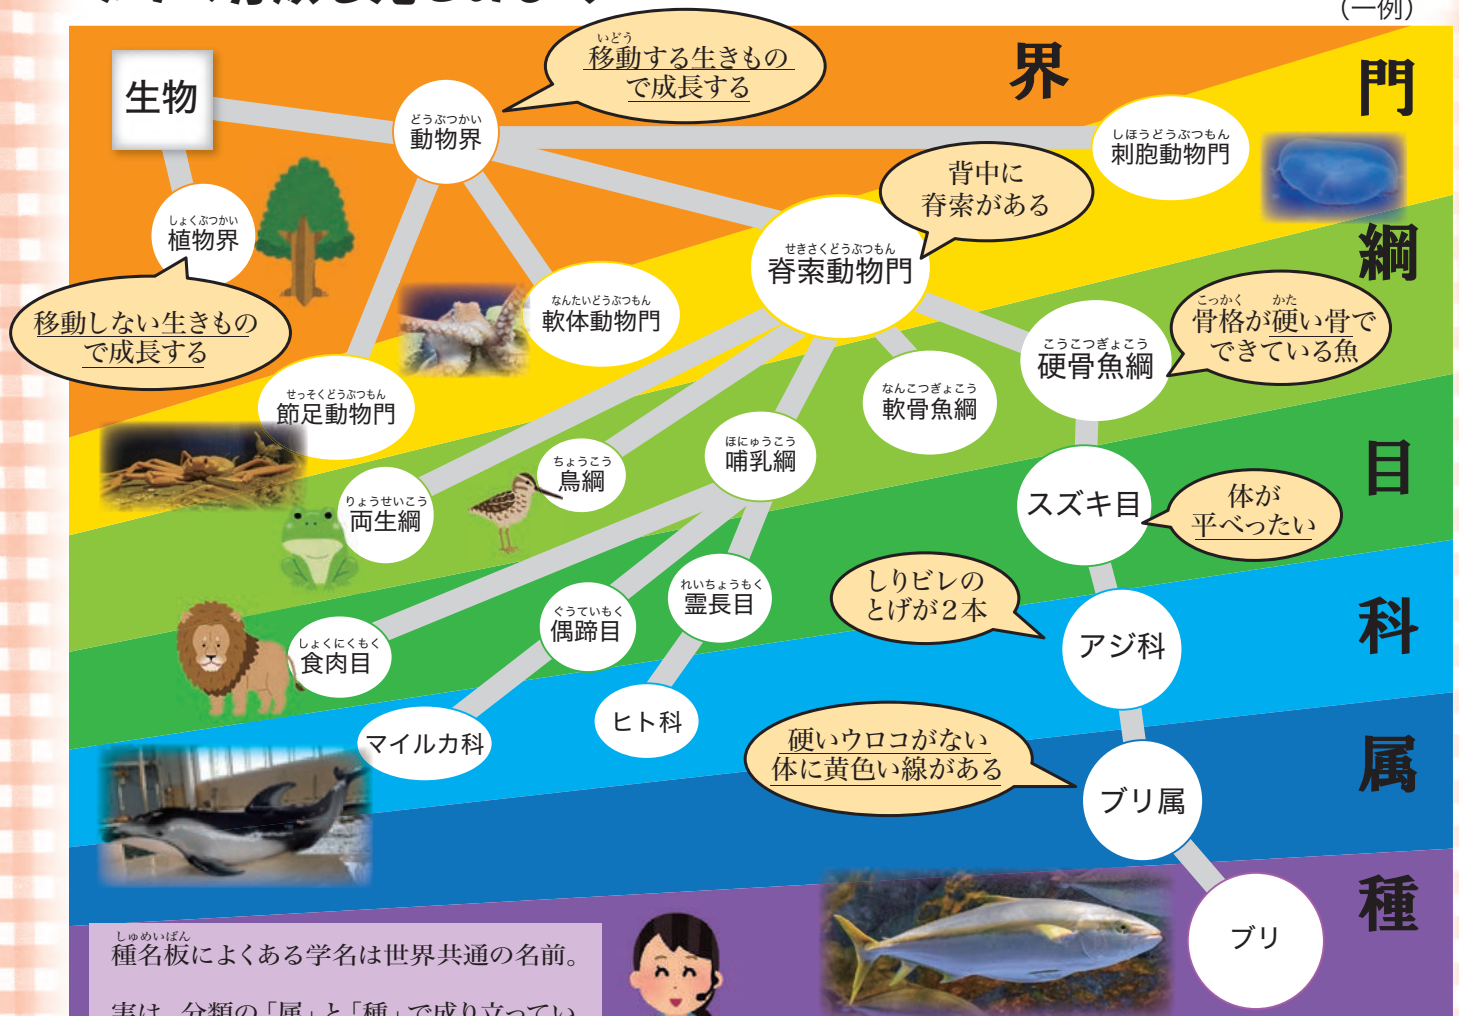 （一例）
界
門
綱
目
科
属
種
生物
どうぶつかい
動物界
いどう
移動する生きもの
で成長する
しほうどうぶつもん
刺胞動物門
しょくぶつかい
植物界
移動しない生きもの
で成長する
背中に
脊索がある
せきさくどうぶつもん
脊索動物門
なんたいどうぶつもん
軟体動物門
せっそくどうぶつもん
節足動物門
こうこつぎょこう
硬骨魚綱
こっかく かた
骨格が硬い骨で
できている魚
なんこつぎょこう
軟骨魚綱
ほにゅうこう
哺乳綱
ちょうこう
鳥綱
りょうせいこう
両生綱
スズキ目
体が
平べったい
れいちょうもく
霊長目
ぐうていもく
偶蹄目
しょくにくもく
食肉目
しりビレの
とげが２本
アジ科
ヒト科
マイルカ科
硬いウロコがない
体に黄色い線がある
ブリ属
ブリ
しゅめいばん
種名板によくある学名は世界共通の名前。
実は、分類の「属」と「種」で成り立ってい